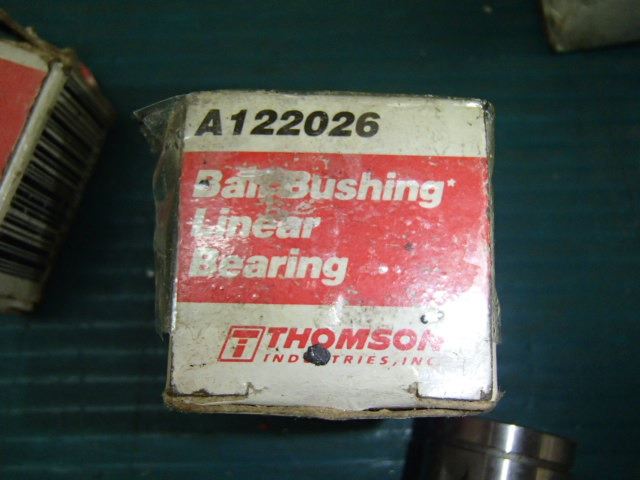 A122026
Ball Bushing*
Linear
Bearing
THOMSON
INDUSTRIES, INC